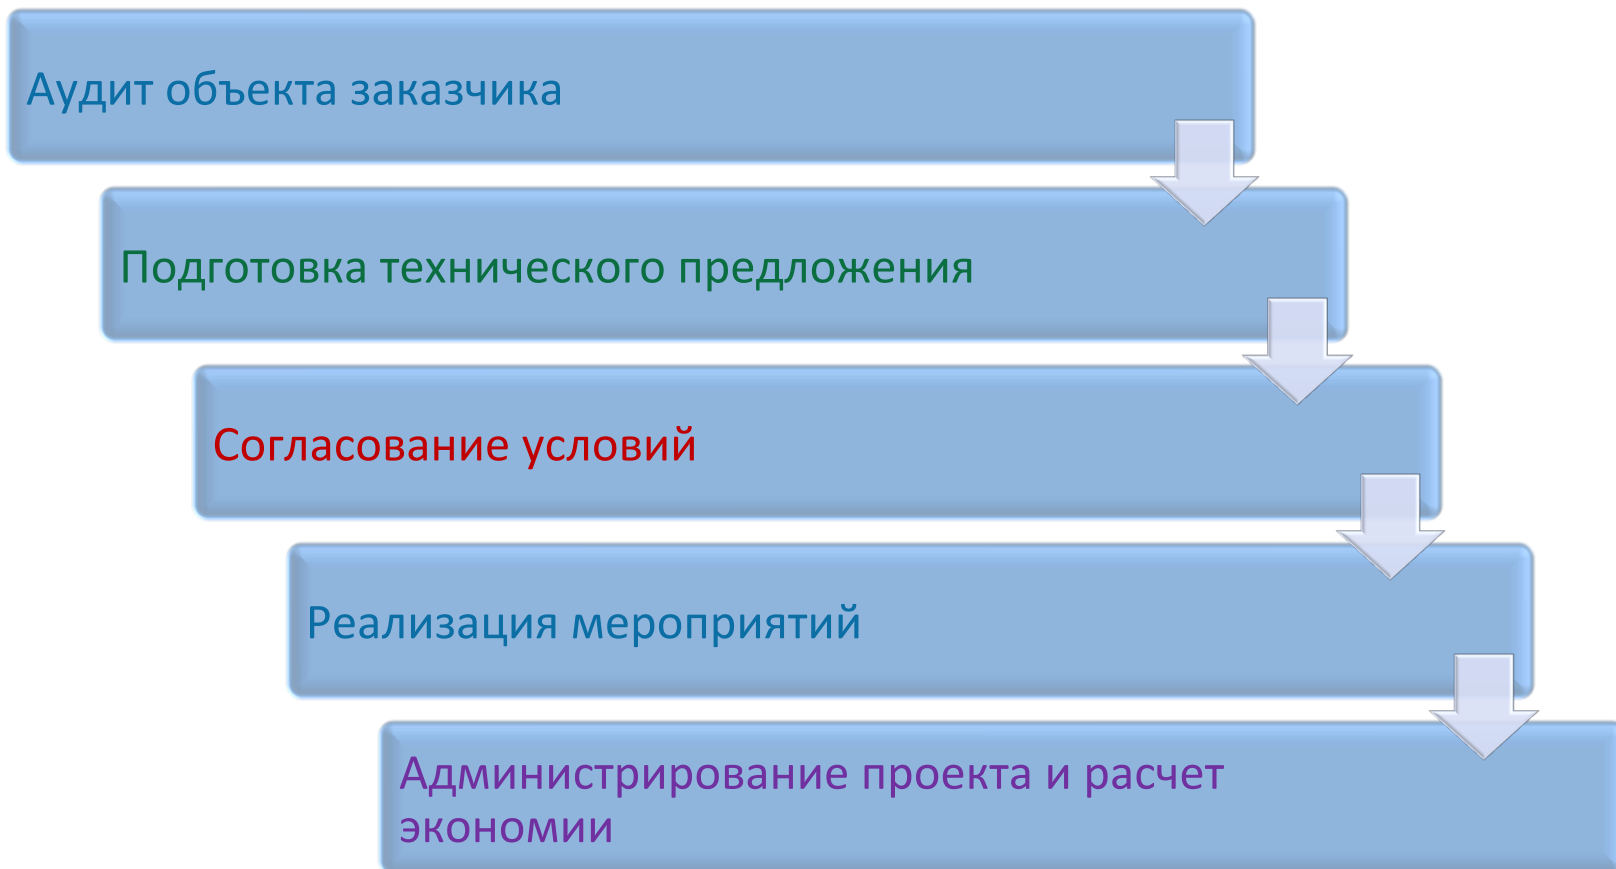 Аудит объекта заказчика
Подготовка технического предложения
Согласование условий
Реализация мероприятий
Администрирование проекта и расчет
экономии